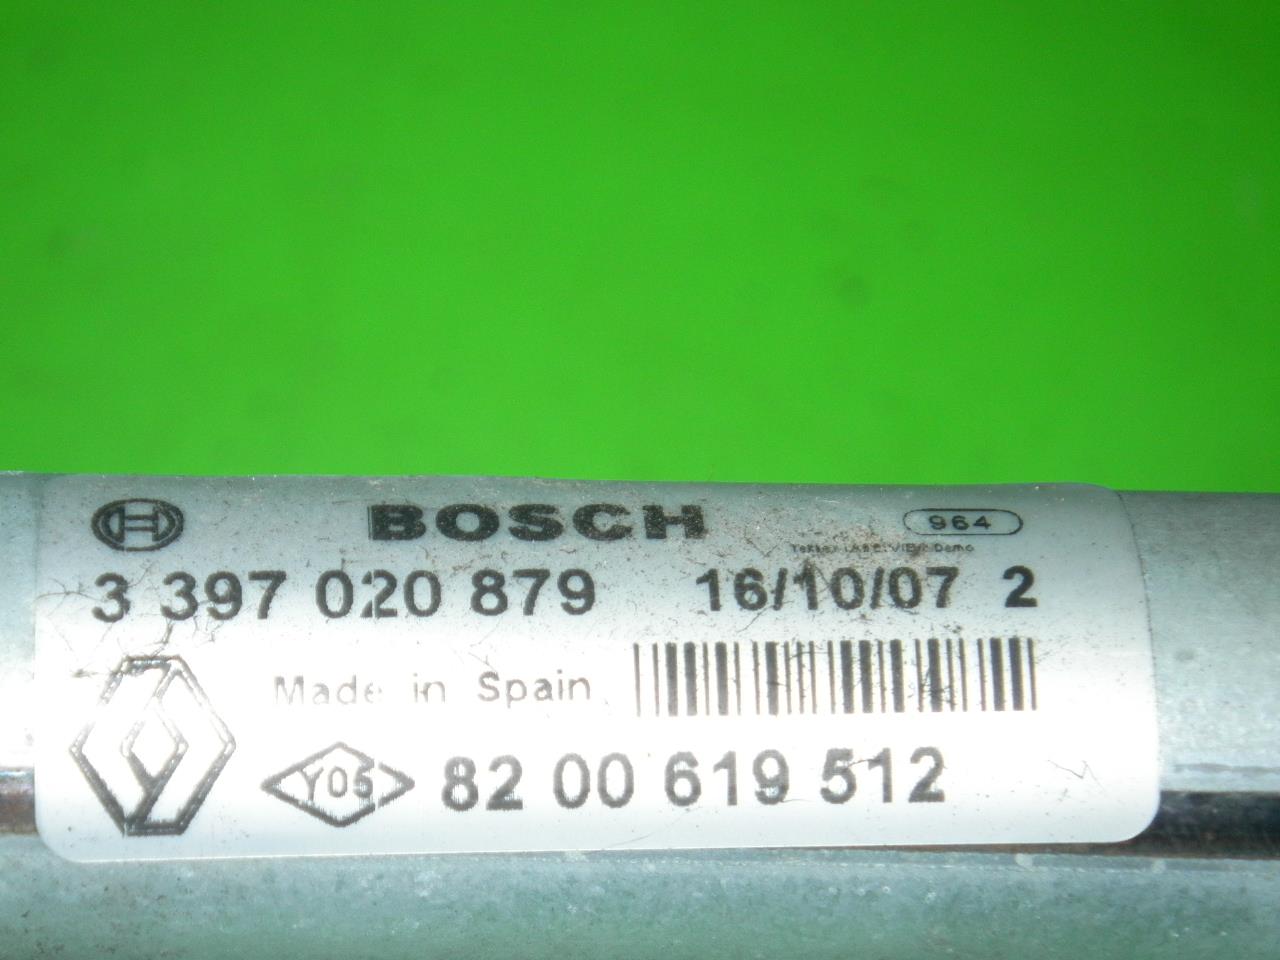 BOSCH 964
3 397 020 879 16/10/07 2
Made in Spain
Y05 82 00 619 512